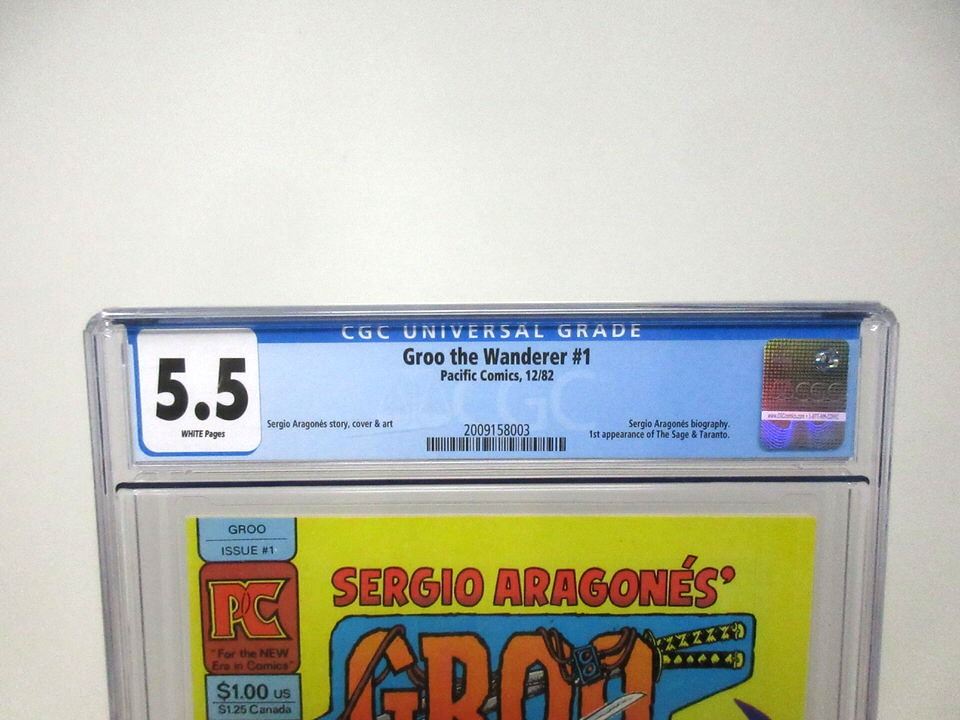 CGC UNIVERSAL GRADE
Groo the Wanderer #1
Pacific Comics, 12/82
5.5
WHITE Pages
Sergio Aragonés story, cover & art
2009158003
Sergio Aragonés biography.
1st appearance of The Sage & Taranto.
CGC
GROO
ISSUE #1
PC
"For the NEW
Era in Comics"
$1.00 US
$1.25 Canada
SERGIO ARAGONÉS'
GROO